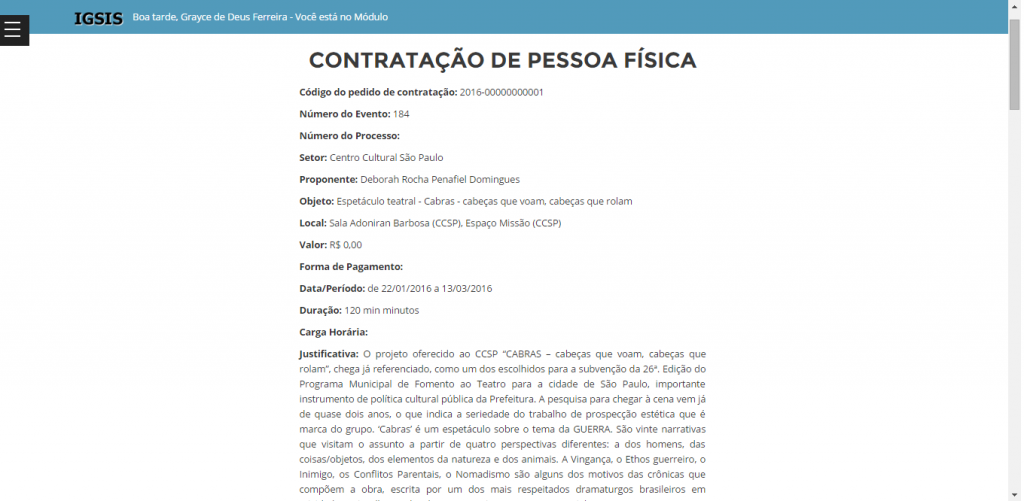 IGSIS Boa tarde, Grayce de Deus Ferreira - Você está no Módulo
CONTRATAÇÃO DE PESSOA FÍSICA
Código do pedido de contratação: 2016-00000000001
Número do Evento: 184
Número do Processo:
Setor: Centro Cultural São Paulo
Proponente: Deborah Rocha Penafiel Domingues
Objeto: Espetáculo teatral - Cabras - cabeças que voam, cabeças que rolam
Local: Sala Adoniran Barbosa (CCSP), Espaço Missão (CCSP)
Valor: R$ 0,00
Forma de Pagamento:
Data/Período: de 22/01/2016 a 13/03/2016
Duração: 120 min minutos
Carga Horária:
Justificativa: O projeto oferecido ao CCSP “CABRAS – cabeças que voam, cabeças que
rolam”, chega já referenciado, como um dos escolhidos para a subvenção da 26ª. Edição do
Programa Municipal de Fomento ao Teatro para a cidade de São Paulo, importante
instrumento de política cultural pública da Prefeitura. A pesquisa para chegar à cena vem já
de quase dois anos, o que indica a seriedade do trabalho de prospecção estética que é
marca do grupo. ‘Cabras’ é um espetáculo sobre o tema da GUERRA. São vinte narrativas
que visitam o assunto a partir de quatro perspectivas diferentes: a dos homens, das
coisas/objetos, dos elementos da natureza e dos animais. A Vingança, o Ethos guerreiro, o
Inimigo, os Conflitos Parentais, o Nomadismo são alguns dos motivos das crônicas que
compõem a obra, escrita por um dos mais respeitados dramaturgos brasileiros em